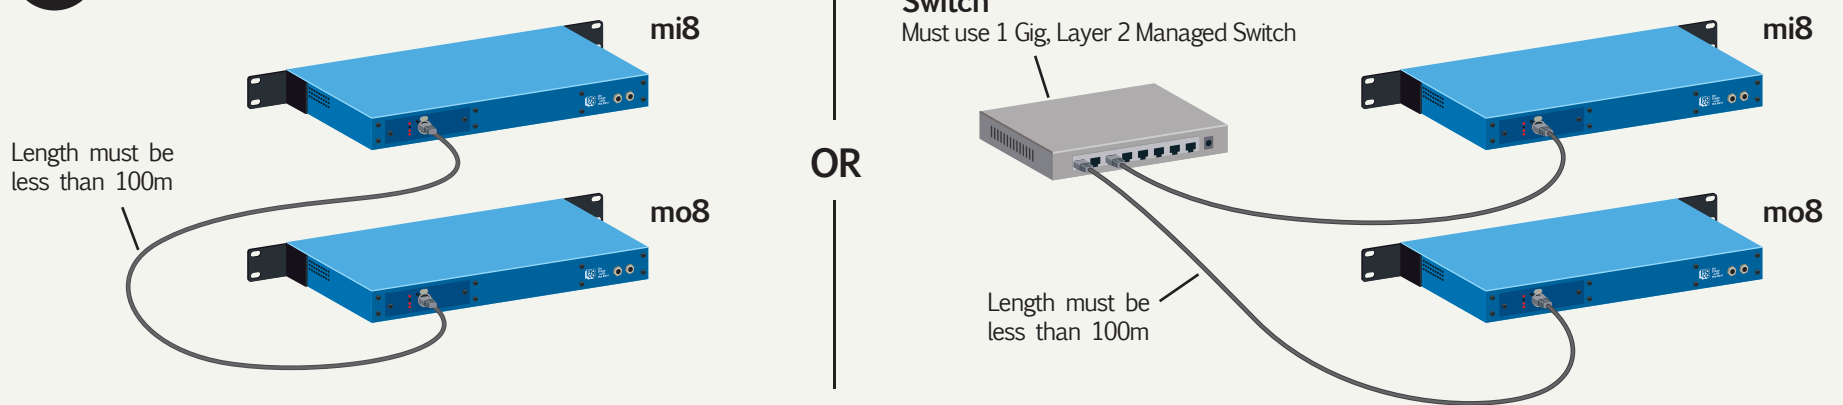 mi8
Length must be
less than 100m
mo8
OR
Switch
Must use 1 Gig, Layer 2 Managed Switch
mi8
mo8
Length must be
less than 100m